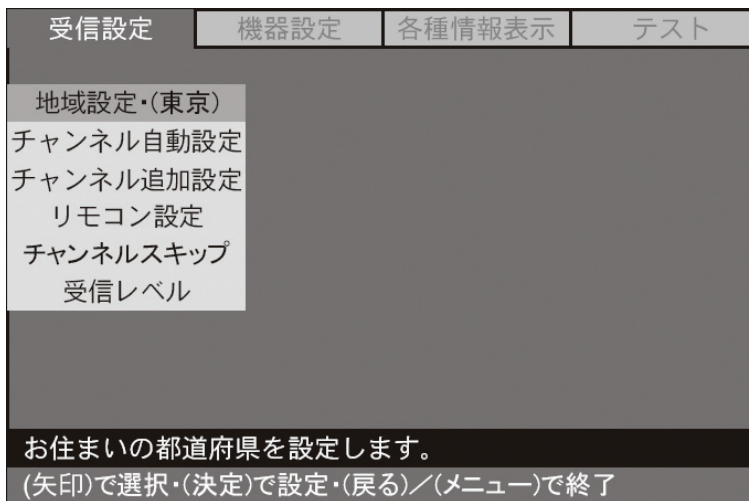 受信設定 機器設定 各種情報表示 テスト
地域設定・(東京)
チャンネル自動設定
チャンネル追加設定
リモコン設定
チャンネルスキップ
受信レベル
お住まいの都道府県を設定します。
(矢印)で選択・(決定)で設定・(戻る)/(メニュー)で終了